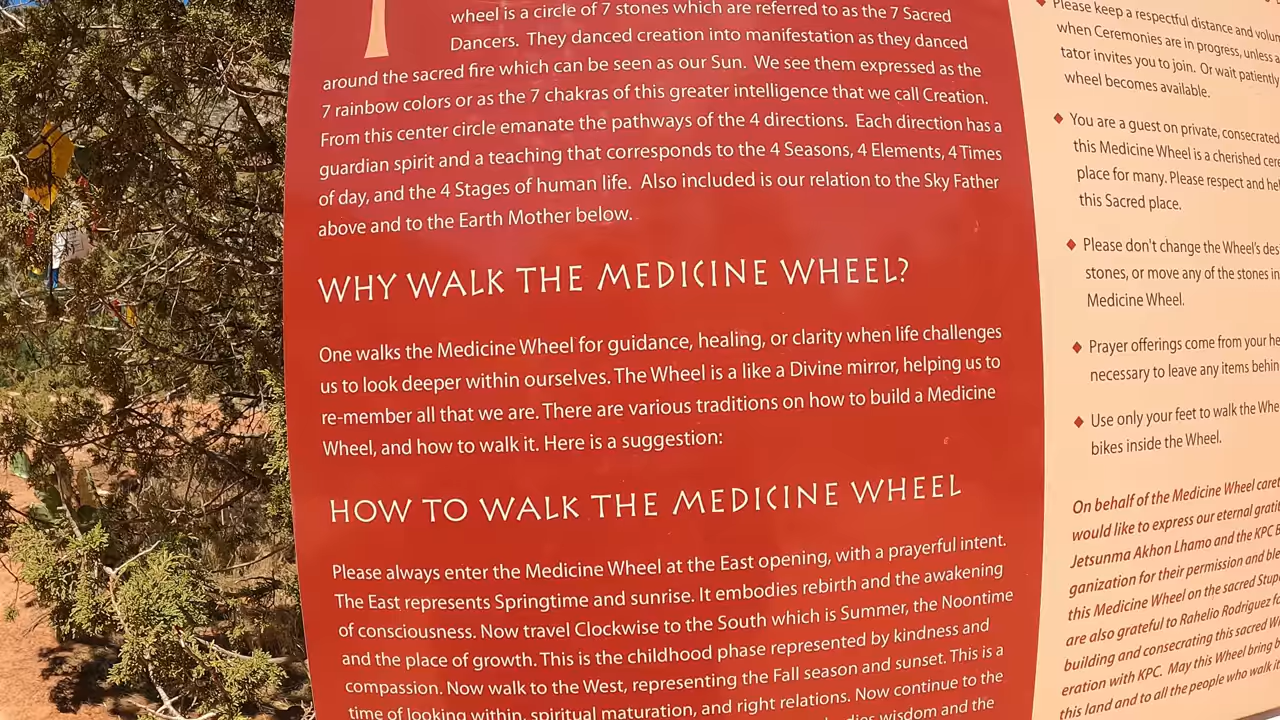 wheel is a circle of 7 stones which are referred to as the 7 Sacred
Dancers. They danced creation into manifestation as they danced
around the sacred fire which can be seen as our Sun. We see them expressed as the
7 rainbow colors or as the 7 chakras of this greater intelligence that we call Creation.
From this center circle emanate the pathways of the 4 directions. Each direction has a
guardian spirit and a teaching that corresponds to the 4 Seasons, 4 Elements, 4 Times
of day, and the 4 Stages of human life. Also included is our relation to the Sky Father
above and to the Earth Mother below.
WHY WALK THE MEDICINE WHEEL?
One walks the Medicine Wheel for guidance, healing, or clarity when life challenges
us to look deeper within ourselves. The Wheel is a like a Divine mirror, helping us to
re-member all that we are. There are various traditions on how to build a Medicine
Wheel, and how to walk it. Here is a suggestion:
HOW TO WALK THE MEDICINE WHEEL
Please always enter the Medicine Wheel at the East opening, with a prayerful intent.
The East represents Springtime and sunrise. It embodies rebirth and the awakening
of consciousness. Now travel Clockwise to the South which is Summer, the Noontime
and the place of growth. This is the childhood phase represented by kindness and
compassion. Now walk to the West, representing the Fall season and sunset. This is a
time of looking within, spiritual maturation, and right relations. Now continue to the
wisdom and the
Please keep a respectful distance and
when Ceremonies are in progress, unless a
tator invites you to join. Or wait patiently
wheel becomes available.
You are a guest on private, consecrated
this Medicine Wheel is a cherished
place for many. Please respect and
this Sacred place.
Please don't change the Wheel's
stones, or move any of the stones in
Medicine Wheel.
Prayer offerings come from your
necessary to leave any items
Use only your feet to walk the
bikes inside the Wheel.
On behalf of the Medicine Wheel
would like to express our eternal
Jetsunma Akhon Lhamo and the KPC
ganization for their permission and
this Medicine Wheel on the sacred
are also grateful to Rahelio Rodriguez
building and consecrating this sacred
eration with KPC. May this Wheel bring
this land and to all the people who walk